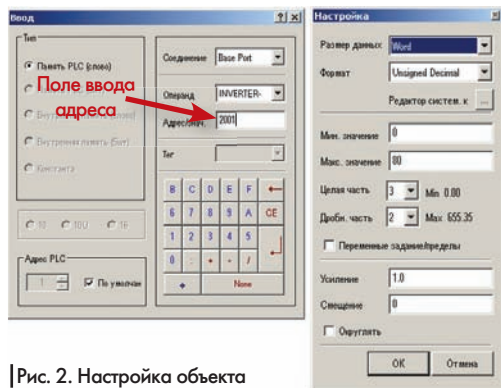 Ввод
Тип
Память PLC (слово)
Поле ввода
адреса
Константа
10
10U
16
Адрес PLC
1
По умолчан
Соединение Base Port
Операнд INVERTER-
Адрес/знач. 2001
Тег
B C D E F
6 7 8 9 A CE
1 2 3 4 5
0 : + - /
None
Настройка
Размер данных Word
Формат Unsigned Decimal
Редактор систем. к ...
Мин. значение 0
Макс. значение 80
Целая часть 3 Min 0.00
Дробн. часть 2 Max 655.35
Переменные задание/пределы
Усиление 1.0
Смещение 0
Округлять
OK Отмена
Рис. 2. Настройка объекта